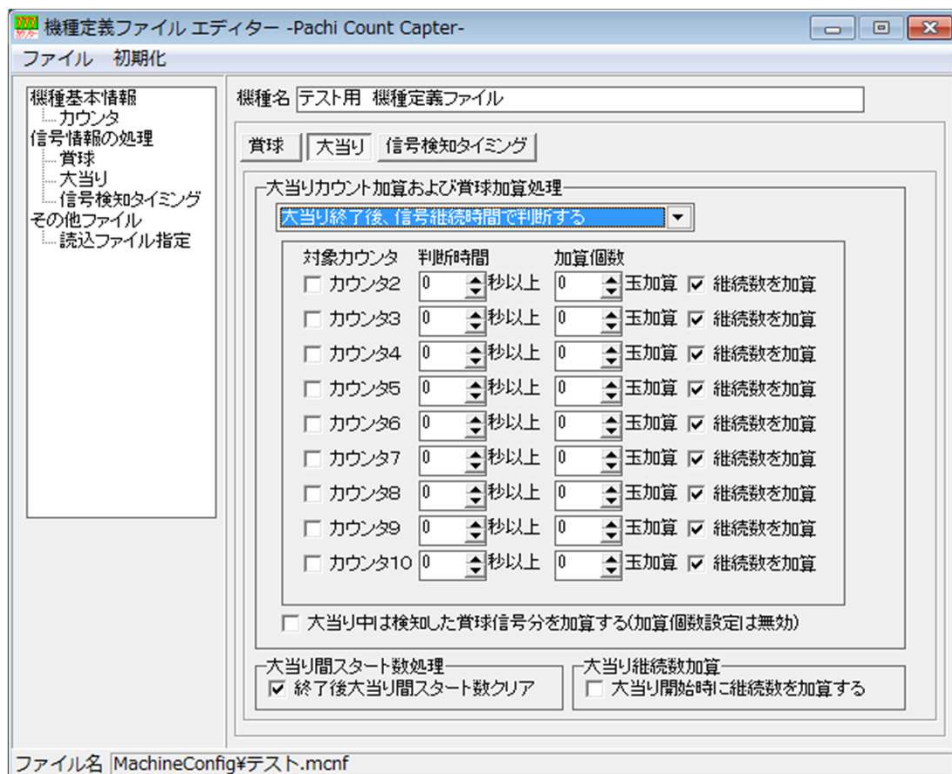 機種定義ファイル エディター -Pachi Count Capter-
ファイル 初期化
機種基本情報
カウンタ
信号情報の処理
賞球
大当り
信号検知タイミング
その他ファイル
読込ファイル指定
機種名 テスト用 機種定義ファイル
賞球 大当り 信号検知タイミング
大当りカウント加算および賞球加算処理
大当り終了後、信号継続時間で判断する
対象カウンタ 判断時間 加算個数
カウンタ2 0 秒以上 0 玉加算 継続数を加算
カウンタ3 0 秒以上 0 玉加算 継続数を加算
カウンタ4 0 秒以上 0 玉加算 継続数を加算
カウンタ5 0 秒以上 0 玉加算 継続数を加算
カウンタ6 0 秒以上 0 玉加算 継続数を加算
カウンタ7 0 秒以上 0 玉加算 継続数を加算
カウンタ8 0 秒以上 0 玉加算 継続数を加算
カウンタ9 0 秒以上 0 玉加算 継続数を加算
カウンタ10 0 秒以上 0 玉加算 継続数を加算
大当り中は検知した賞球信号分を加算する(加算個数設定は無効)
大当り間スタート数処理 大当り継続数加算
終了後大当り間スタート数クリア 大当り開始時に継続数を加算する
ファイル名 MachineConfig¥テスト.mcnf